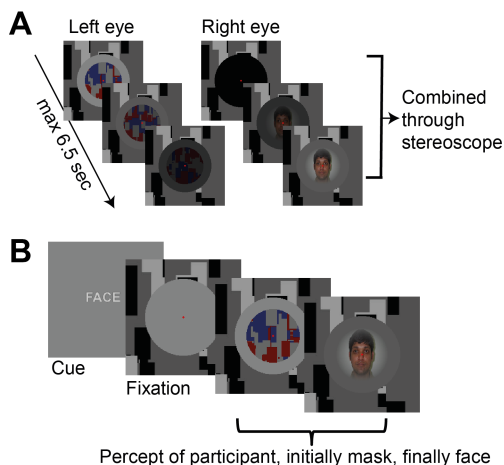 A
Left eye
Right eye
max 6.5 sec
Combined
through
stereoscope
B
FACE
Cue
Fixation
Percept of participant, initially mask, finally face